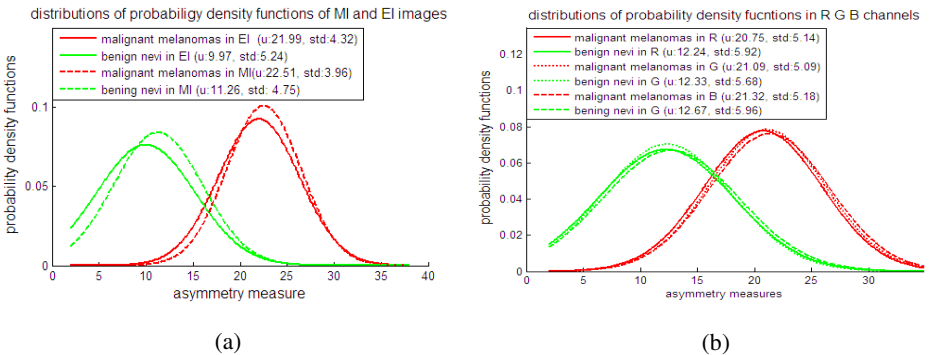 distributions of probabiligy density functions of MI and EI images
malignant melanomas in EI (u:21.99, std:4.32)
benign nevi in EI (u:9.97, std:5.24)
malignant melanomas in MI(u:22.51, std:3.96)
bening nevi in MI (u:11.26, std: 4.75)
probability density functions
0.1
0.05
0
0
5
10
15
20
25
30
35
40
asymmetry measure
(a)
distributions of probability density fucntions in R G B channels
malignant melanomas in R (u:20.75, std:5.14)
benign nevi in R (u:12.24, std:5.92)
malignant melanomas in G (u:21.09, std:5.09)
benign nevi in G (u:12.33, std:5.68)
malignant melanomas in B (u:21.32, std:5.18)
bening nevi in G (u:12.67, std:5.96)
probability density functions
0.12
0.1
0.08
0.06
0.04
0.02
0
0
5
10
15
20
25
30
asymmetry measures
(b)